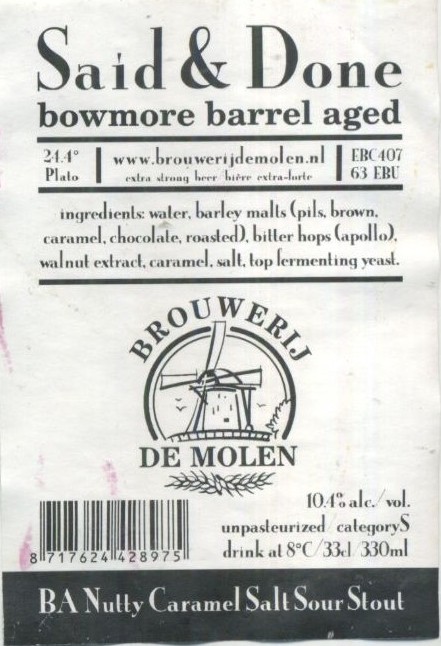 Said & Done
bowmore barrel aged
24.4° Plato
www.brouwerijdemolen.nl
extra strong beer/bière extra-forte
EBC 407
63 EBU
ingredients: water, barley malts (pils, brown,
caramel, chocolate, roasted), bitter hops (apollo),
walnut extract, caramel, salt, top fermenting yeast.
BROUWERIJ
DE MOLEN
10.4% alc./vol.
unpasteurized/categoryS
drink at 8°C/33cl/330ml
8 717624 428975
BA Nutty Caramel Salt Sour Stout